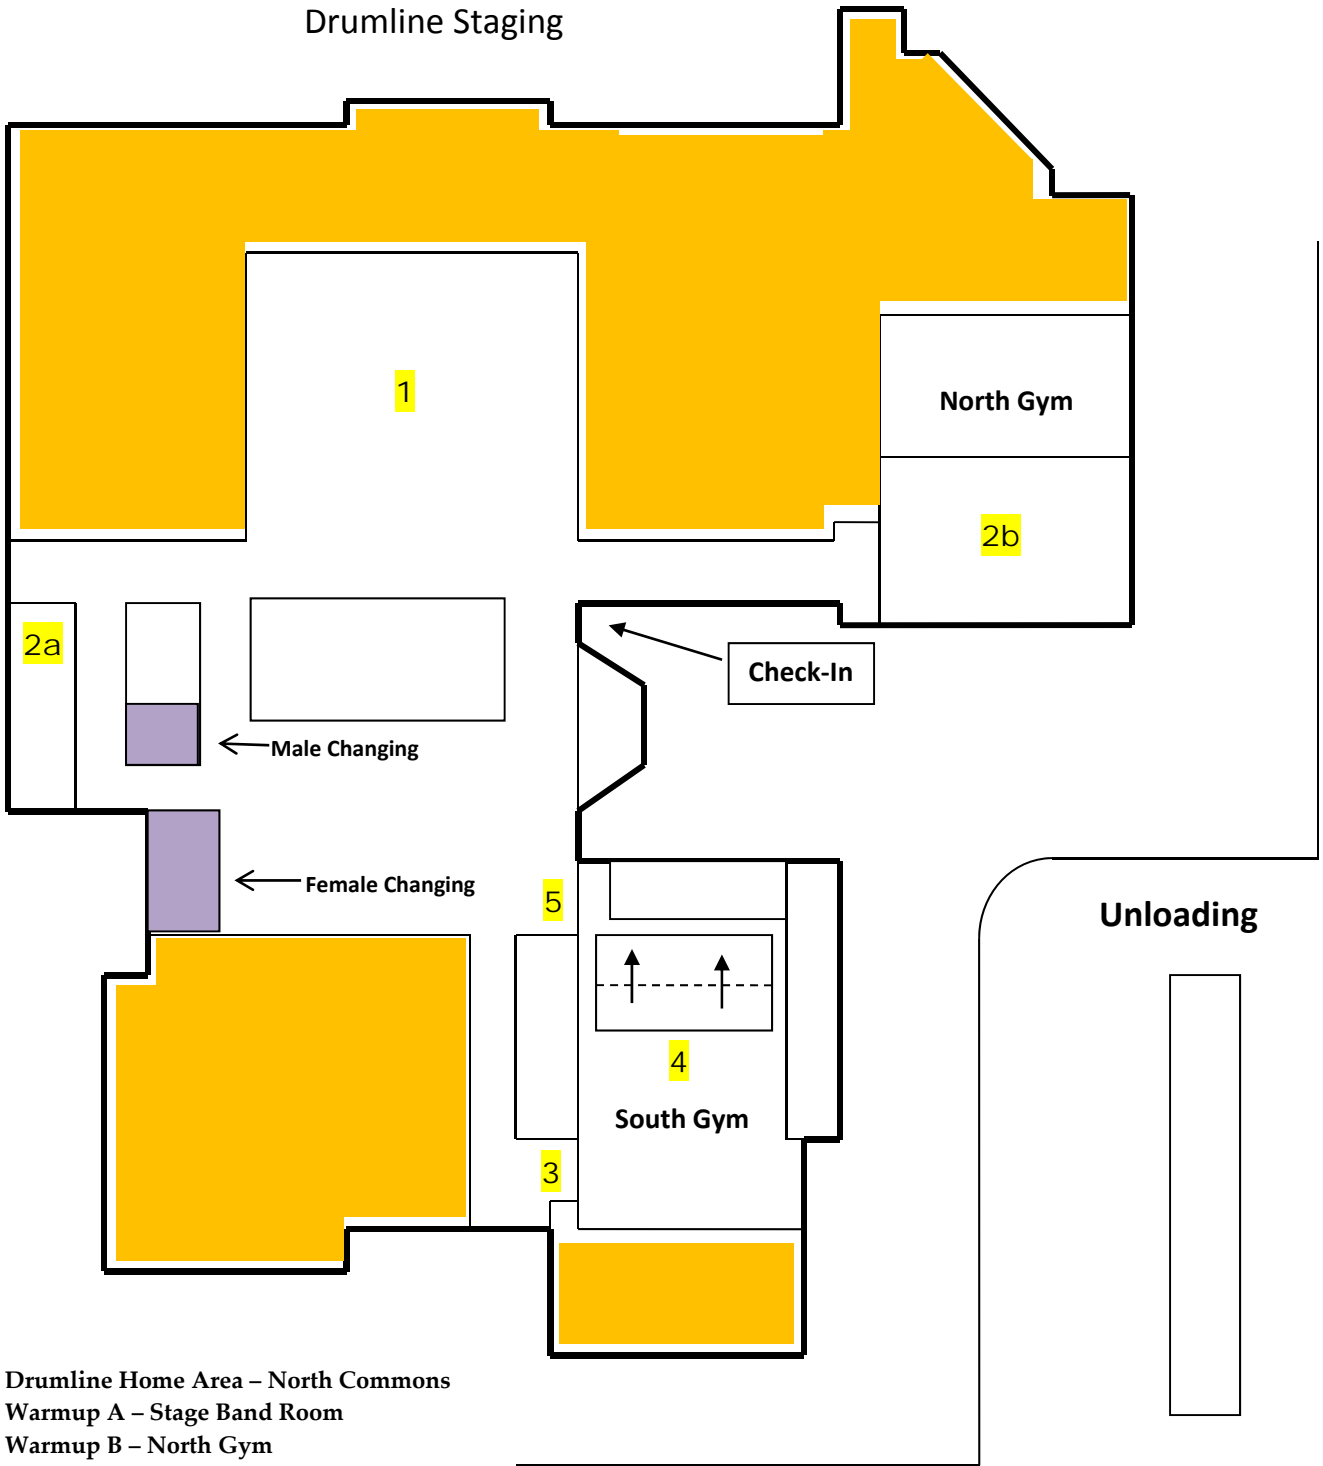 Drumline Staging
1
North Gym
2b
2a
Check-In
Male Changing
Female Changing
5
Unloading
4
South Gym
3
Drumline Home Area – North Commons
Warmup A – Stage Band Room
Warmup B – North Gym